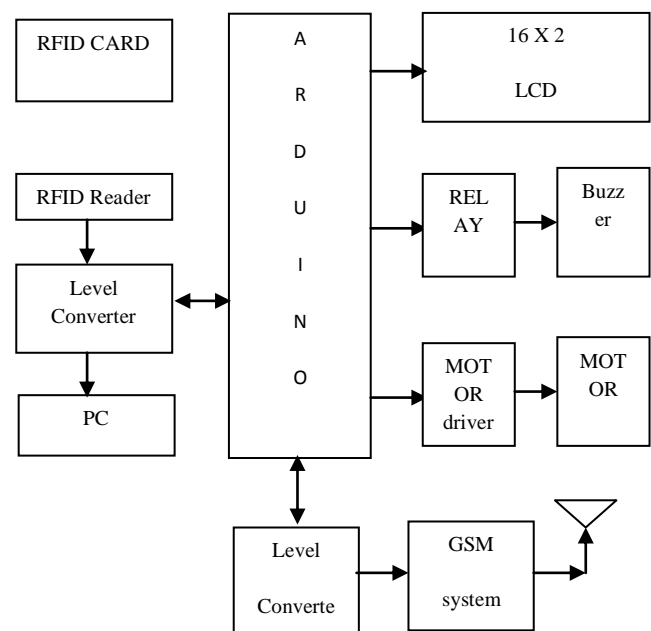 RFID CARD
RFID Reader
Level
Converter
PC
A
R
D
U
I
N
O
16 X 2
LCD
REL
AY
Buzz
er
MOT
OR
driver
MOT
OR
Level
Converte
GSM
system